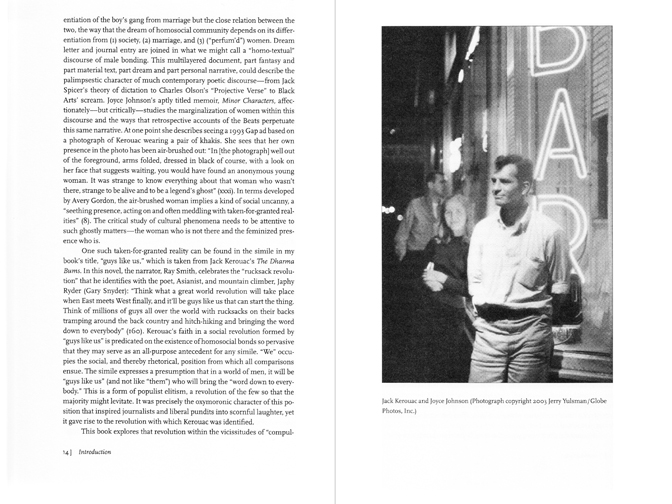 entiation of the boy's gang from marriage but the close relation between the
two, the way that the dream of homosocial community depends on its differ-
entiation from (1) society, (2) marriage, and (3) ("perfum'd") women. Dream
letter and journal entry are joined in what we might call a "homo-textual"
discourse of male bonding. This multilayered document, part fantasy and
part material text, part dream and part personal narrative, could describe the
palimpsestic character of much contemporary poetic discourse—from Jack
Spicer's theory of dictation to Charles Olson's "Projective Verse" to Black
Arts' scream. Joyce Johnson's aptly titled memoir, Minor Characters, affec-
tionately—but critically—studies the marginalization of women within this
discourse and the ways that retrospective accounts of the Beats perpetuate
this same narrative. At one point she describes seeing a 1993 Gap ad based on
a photograph of Kerouac wearing a pair of khakis. She sees that her own
presence in the photo has been air-brushed out: "In [the photograph] well out
of the foreground, arms folded, dressed in black of course, with a look on
her face that suggests waiting, you would have found an anonymous young
woman. It was strange to know everything about that woman who wasn't
there, strange to be alive and to be a legend's ghost" (xxxi). In terms developed
by Avery Gordon, the air-brushed woman implies a kind of social uncanny, a
"seething presence, acting on and often meddling with taken-for-granted real-
ities" (8). The critical study of cultural phenomena needs to be attentive to
such ghostly matters—the woman who is not there and the feminized pres-
ence who is.
One such taken-for-granted reality can be found in the simile in my
book's title, "guys like us," which is taken from Jack Kerouac's The Dharma
Bums. In this novel, the narrator, Ray Smith, celebrates the "rucksack revolu-
tion" that he identifies with the poet, Asianist, and mountain climber, Japhy
Ryder (Gary Snyder): "Think what a great world revolution will take place
when East meets West finally, and it'll be guys like us that can start the thing.
Think of millions of guys all over the world with rucksacks on their backs
tramping around the back country and hitch-hiking and bringing the word
down to everybody" (160). Kerouac's faith in a social revolution formed by
"guys like us" is predicated on the existence of homosocial bonds so pervasive
that they may serve as an all-purpose antecedent for any simile. "We" occu-
pies the social, and thereby rhetorical, position from which all comparisons
ensue. The simile expresses a presumption that in a world of men, it will be
"guys like us" (and not like "them") who will bring the "word down to every-
body." This is a form of populist elitism, a revolution of the few so that the
majority might levitate. It was precisely the oxymoronic character of this po-
sition that inspired journalists and liberal pundits into scornful laughter, yet
it gave rise to the revolution with which Kerouac was identified.
This book explores that revolution within the vicissitudes of "compul-
14] Introduction
BAR
Jack Kerouac and Joyce Johnson (Photograph copyright 2003 Jerry Yulsman/Globe
Photos, Inc.)